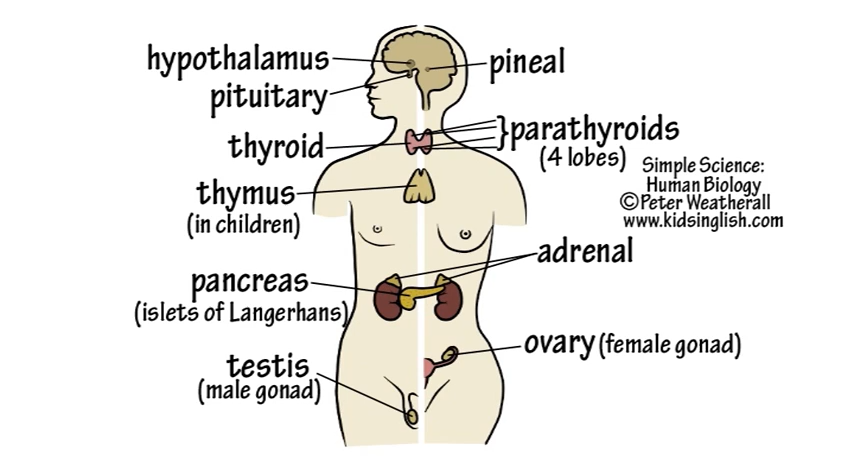 hypothalamus
pineal
pituitary
thyroid
}parathyroids
(4 lobes)
Simple Science:
Human Biology
©Peter Weatherall
www.kidsinglish.com
thymus
(in children)
adrenal
pancreas
(islets of Langerhans)
ovary (female gonad)
testis
(male gonad)